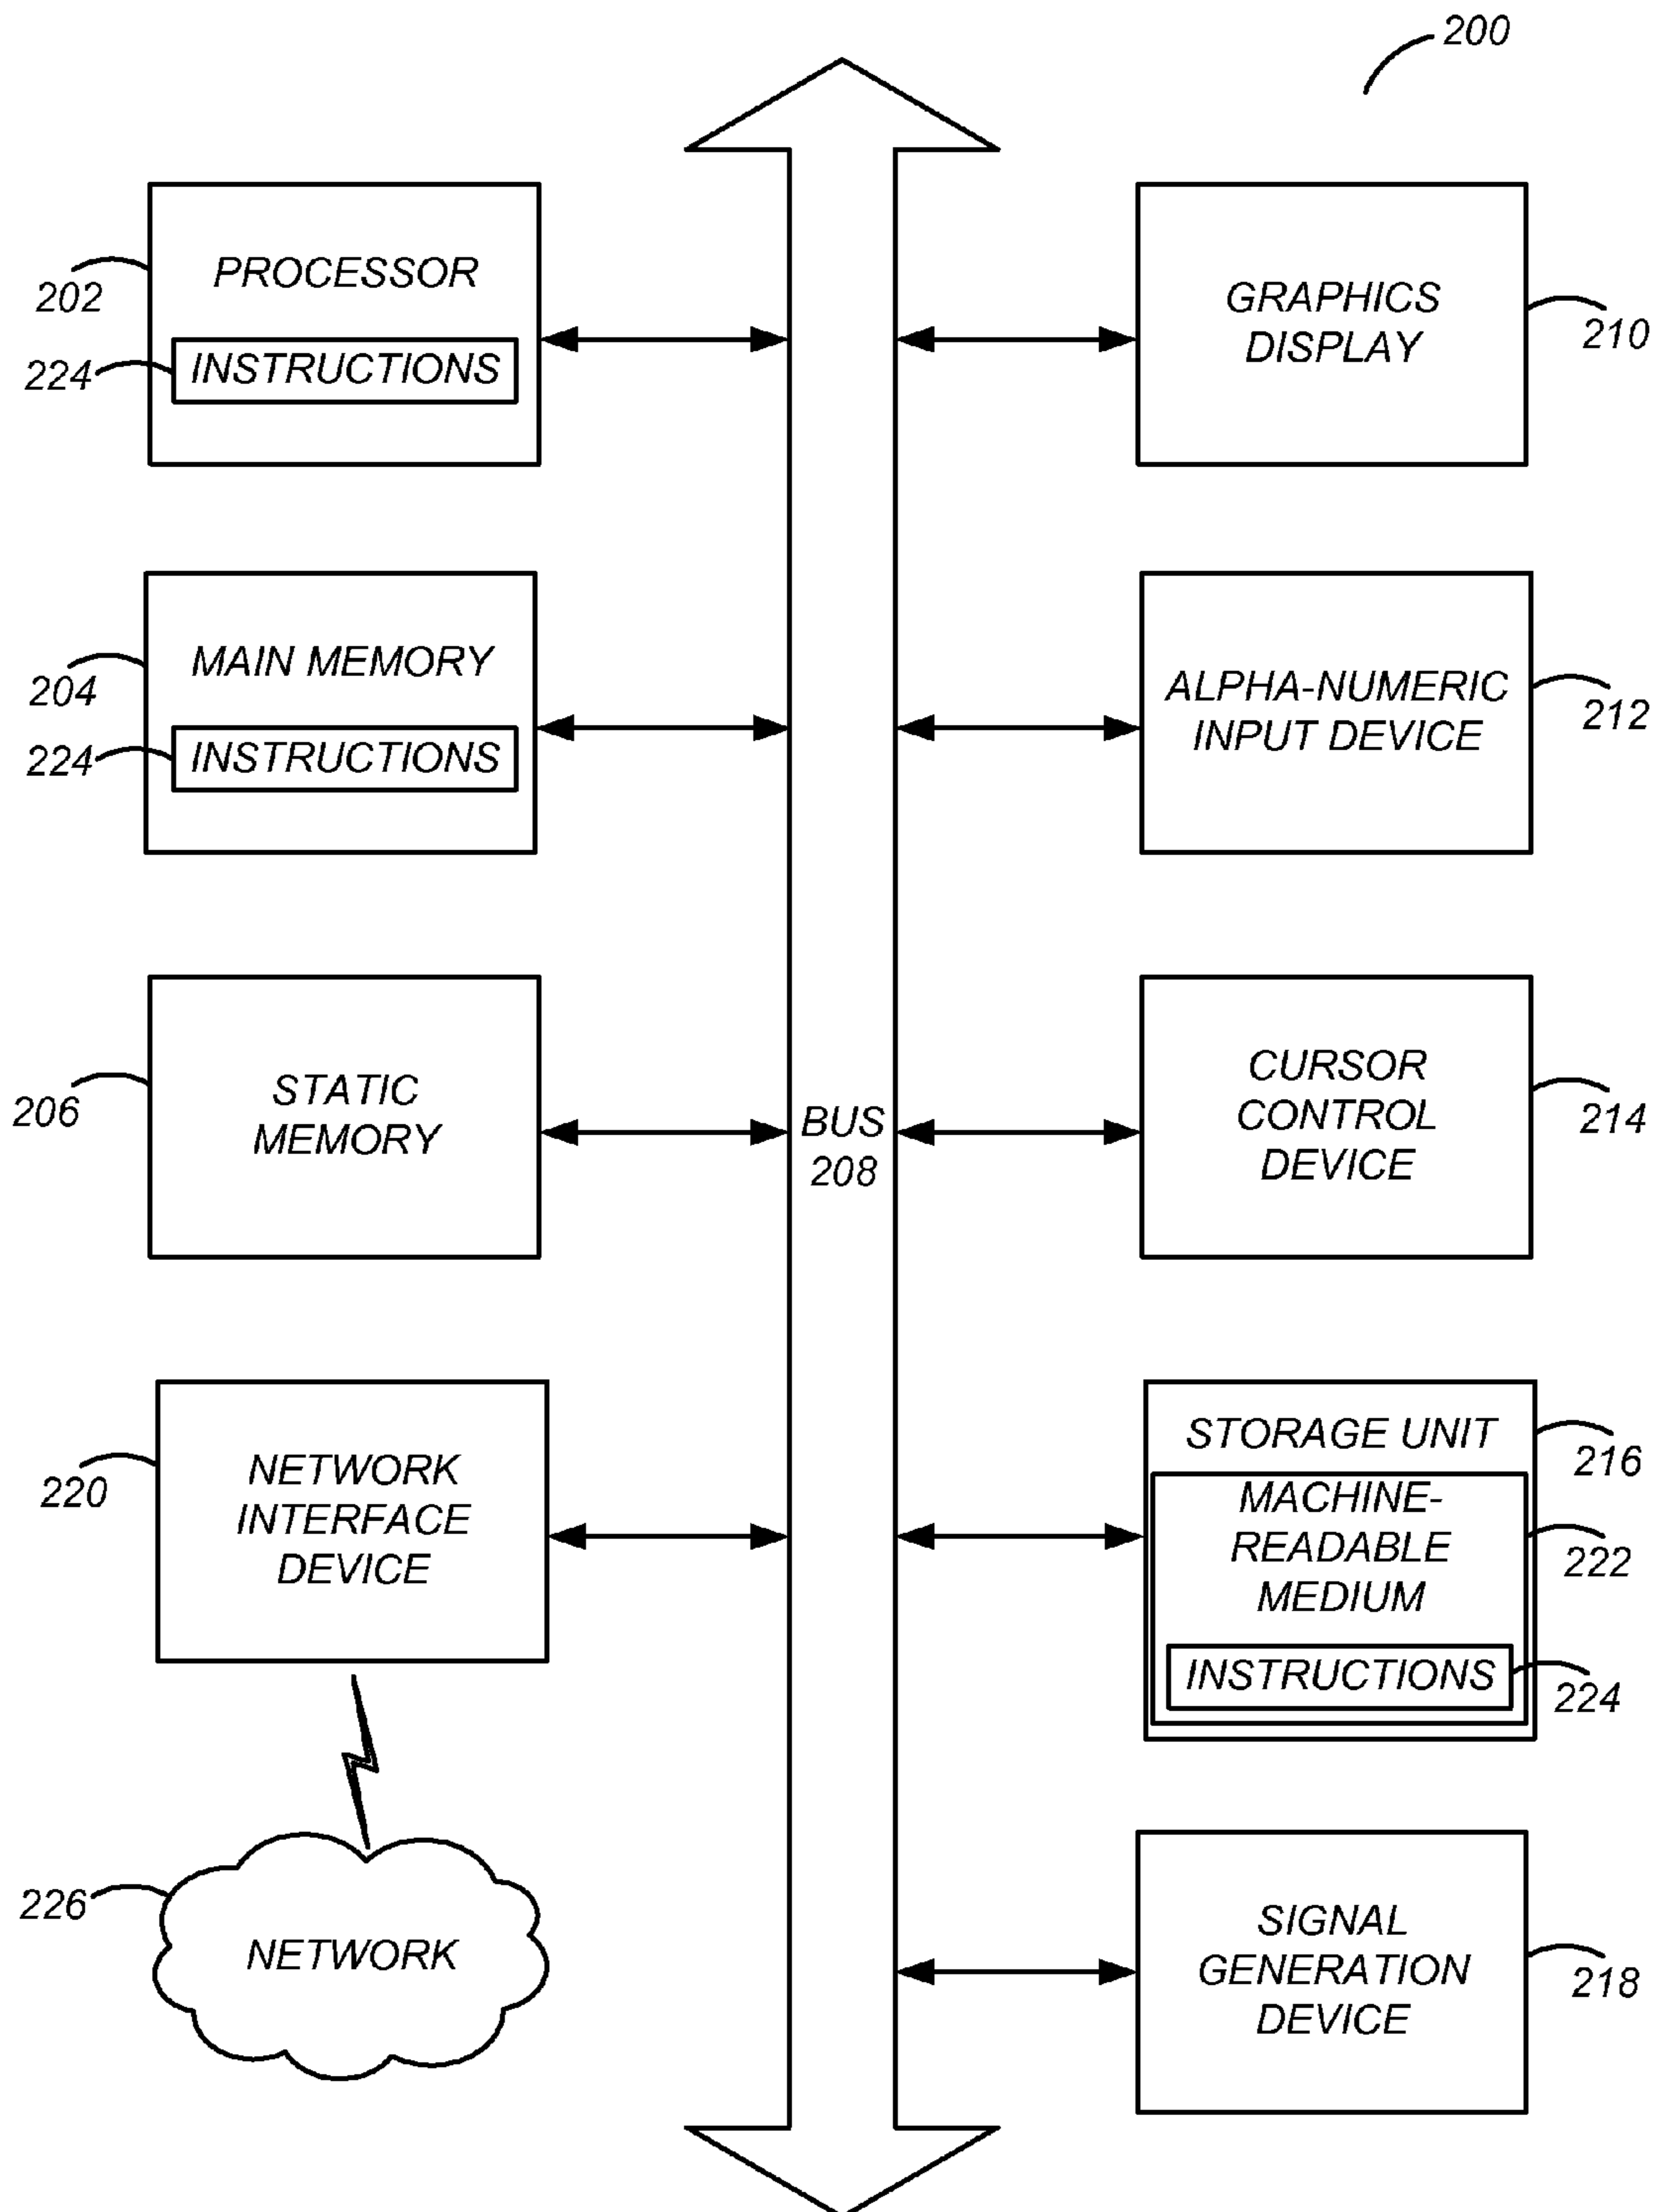 200
PROCESSOR
202
224
INSTRUCTIONS
GRAPHICS
DISPLAY
210
MAIN MEMORY
204
224
INSTRUCTIONS
ALPHA-NUMERIC
INPUT DEVICE
212
STATIC
MEMORY
206
BUS
208
CURSOR
CONTROL
DEVICE
214
NETWORK
INTERFACE
DEVICE
220
STORAGE UNIT
216
MACHINE-
READABLE
MEDIUM
222
INSTRUCTIONS
224
226
NETWORK
SIGNAL
GENERATION
DEVICE
218